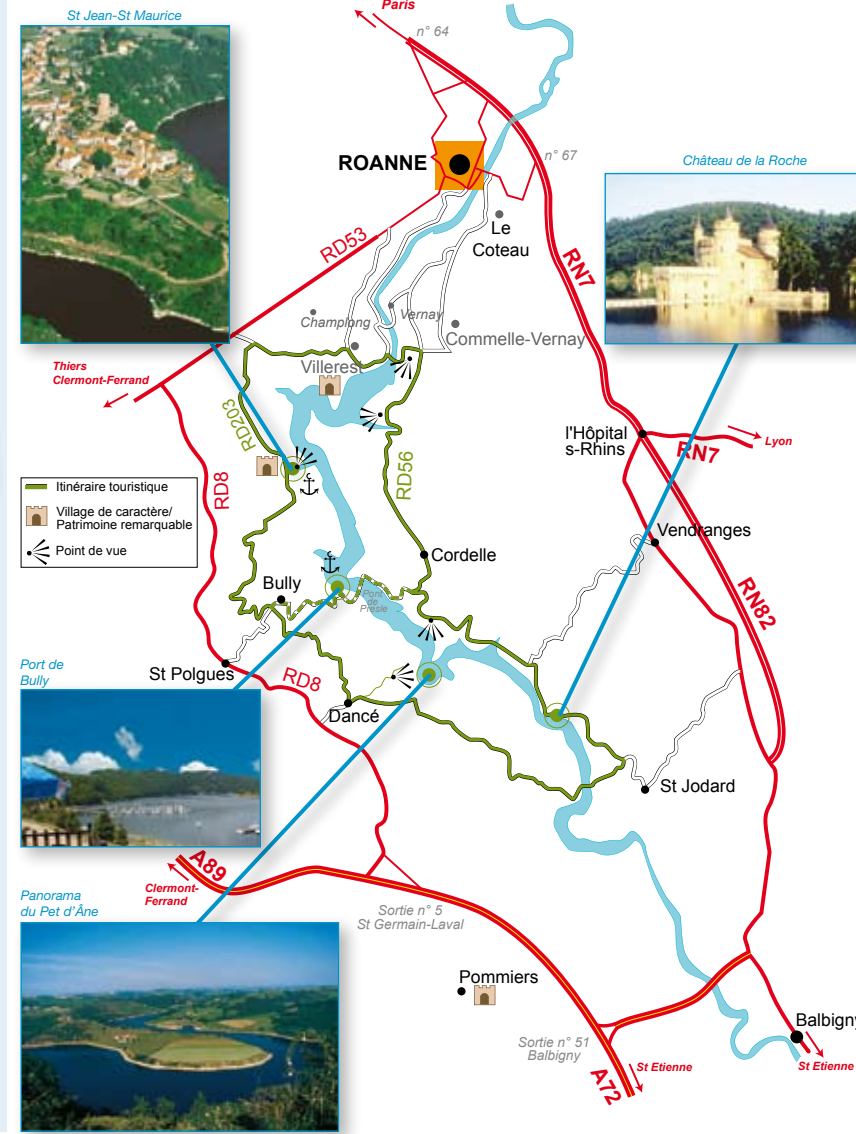 St Jean-St Maurice
Paris
n° 64
ROANNE
n° 67
Château de la Roche
Le
Coteau
RD53
RN7
Champlong
Vernay
Commelle-Vernay
Villerest
Thiers
Clermont-Ferrand
RD203
RD56
RD8
l'Hôpital
s-Rhins
RN7
Lyon
Itinéraire touristique
Village de caractère/
Patrimoine remarquable
Point de vue
Vendranges
Cordelle
Bully
Pont
de
Presle
RN82
St Polgues
RD8
Port de
Bully
Dancé
St Jodard
A89
Clermont-
Ferrand
Panorama
du Pet d'Âne
Sortie n° 5
St Germain-Laval
Pommiers
Sortie n° 51
Balbigny
Balbigny
A72
St Etienne
St Etienne